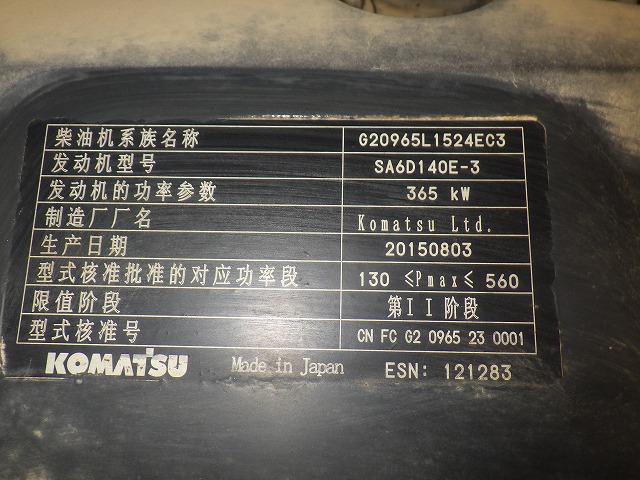 柴油机系族名称 G20965L1524EC3
发动机型号 SA6D140E-3
发动机的功率参数 365 kW
制造厂厂名 Komatsu Ltd.
生产日期 20150803
型式核准批准的对应功率段 130 ≤Pmax≤ 560
限值阶段 第II阶段
型式核准号 CN FC G2 0965 23 0001
KOMATSU Made in Japan ESN: 121283